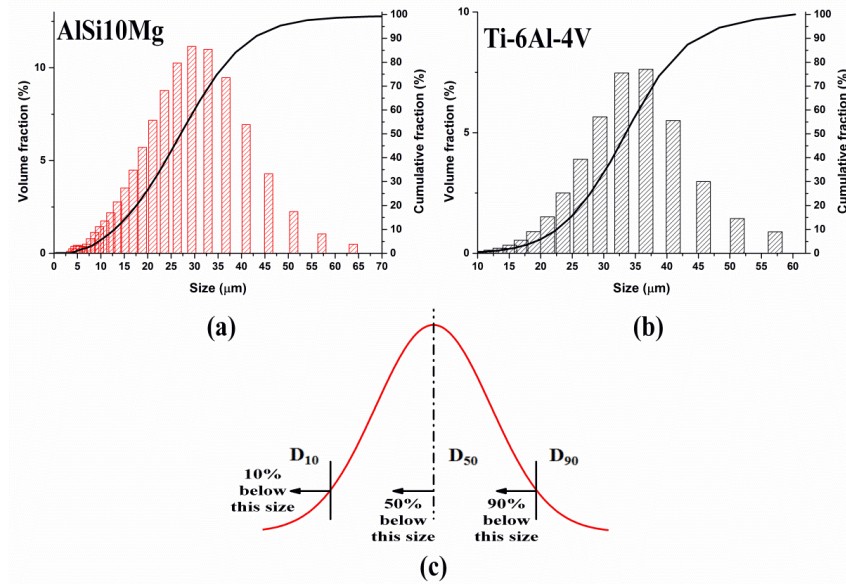 AlSi10Mg
Volume fraction (%)
10
5
0
100
90
80
70
60
50
40
30
20
10
0
Cumulative fraction (%)
0 5 10 15 20 25 30 35 40 45 50 55 60 65 70
Size (μm)
(a)
Ti-6Al-4V
Volume fraction (%)
10
5
0
100
90
80
70
60
50
40
30
20
10
0
Cumulative fraction (%)
10 15 20 25 30 35 40 45 50 55 60
Size (μm)
(b)
D₁₀
10%
below
this size
D₅₀
50%
below
this size
D₉₀
90%
below
this size
(c)